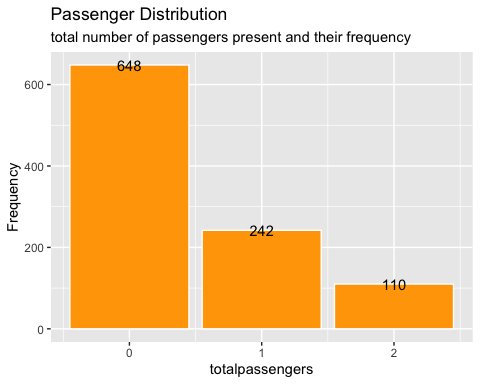 Passenger Distribution
total number of passengers present and their frequency
Frequency
600
400
200
0
648
242
110
0 1 2
totalpassengers